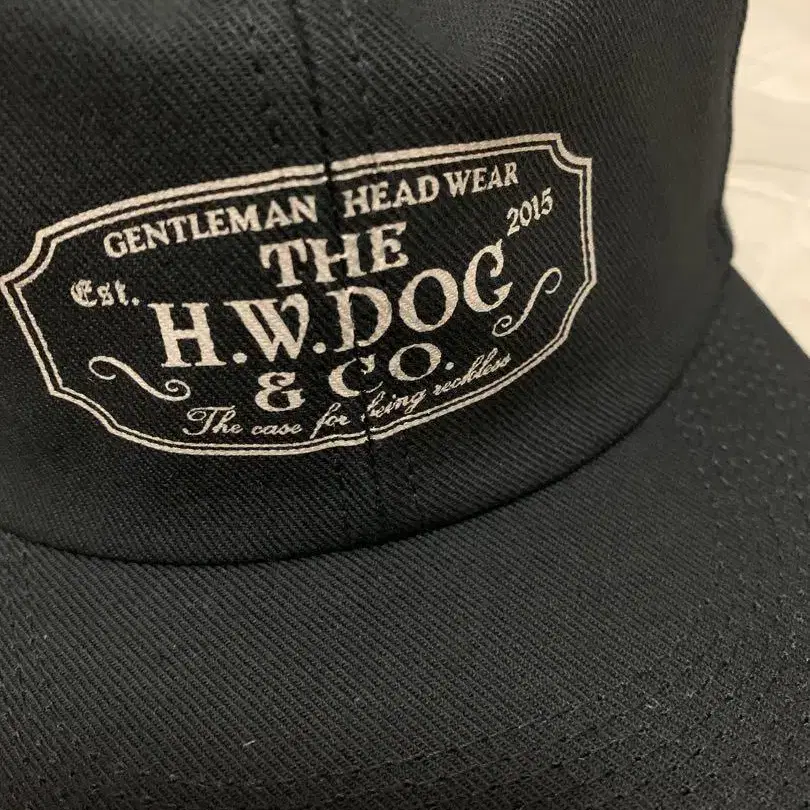 GENTLEMAN HEAD WEAR
THE
Est. 2015
H.W.DOG
& CO.
The case for being reckless